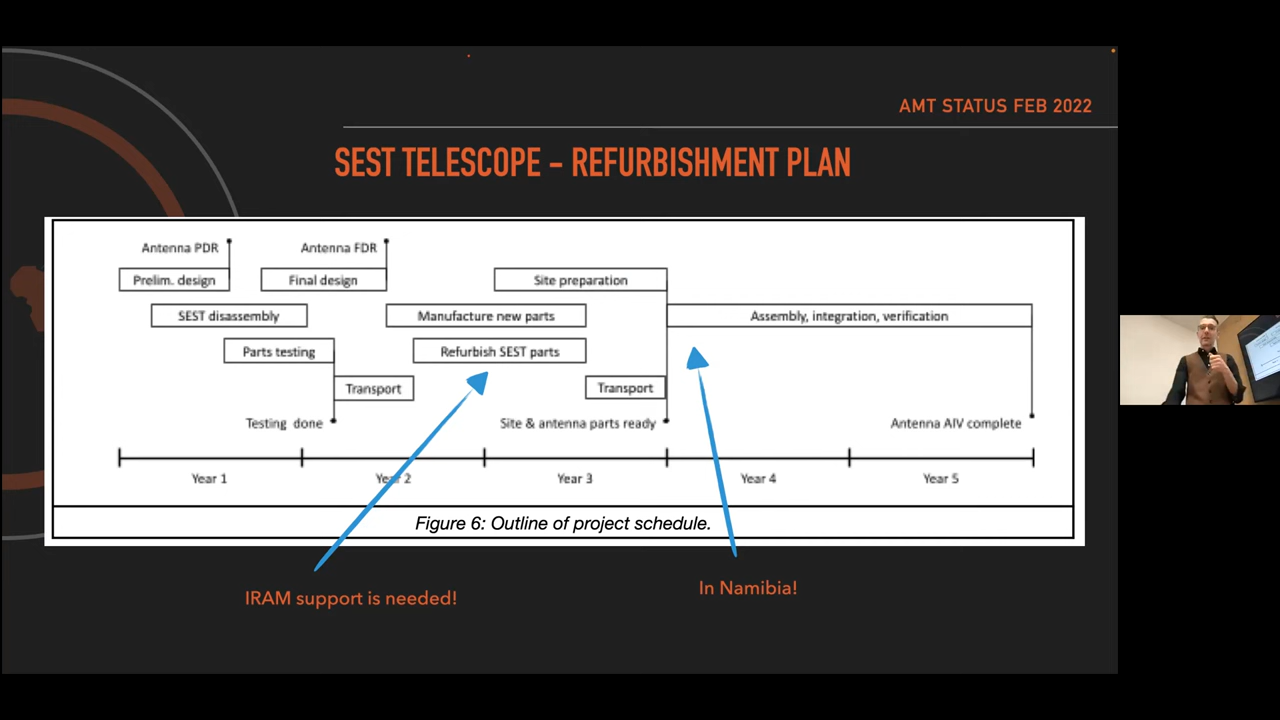 AMT STATUS FEB 2022
SEST TELESCOPE – REFURBISHMENT PLAN
Antenna PDR
Antenna FDR
Prelim. design
Final design
Site preparation
SEST disassembly
Manufacture new parts
Assembly, integration, verification
Parts testing
Refurbish SEST parts
Transport
Transport
Testing done
Site & antenna parts ready
Antenna AIV complete
Year 1
Year 2
Year 3
Year 4
Year 5
Figure 6: Outline of project schedule.
IRAM support is needed!
In Namibia!